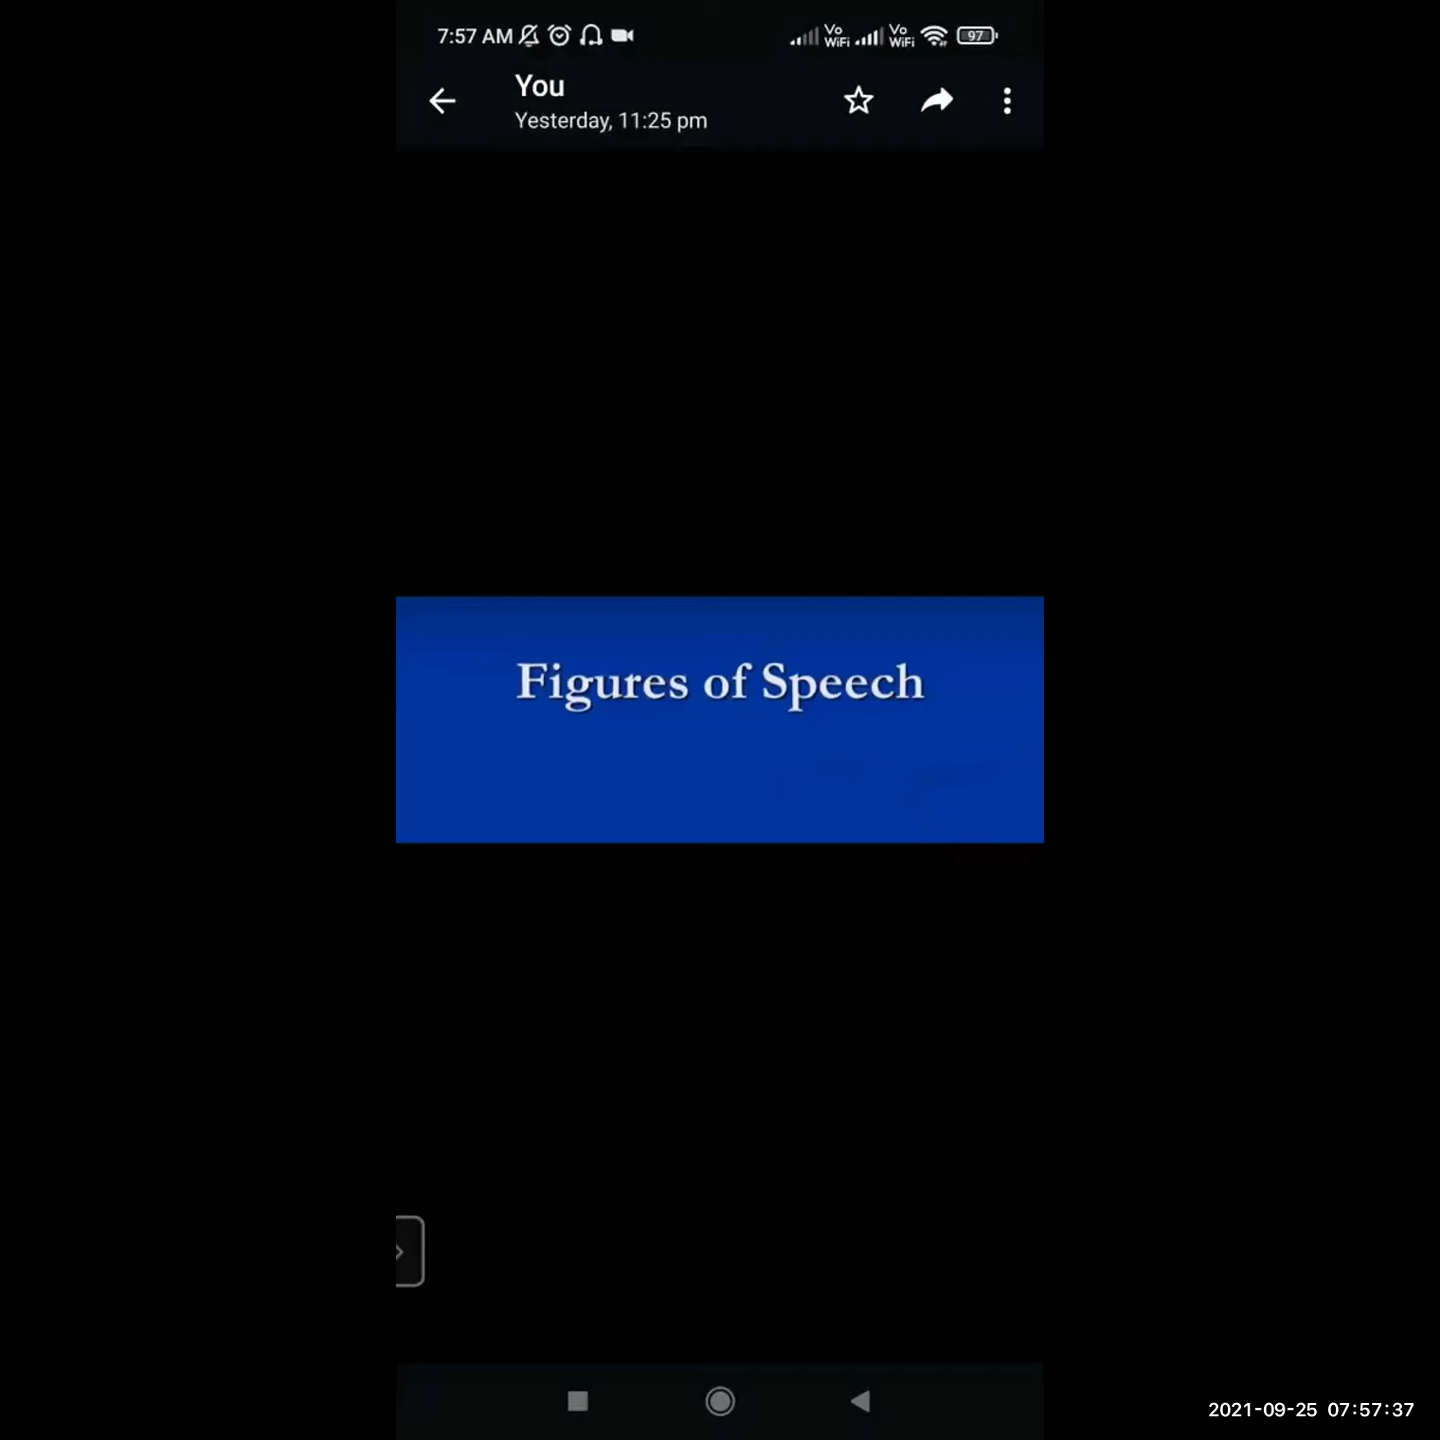 7:57 AM Vo WiFi Vo WiFi 97
You
Yesterday, 11:25 pm
Figures of Speech
2021-09-25 07:57:37